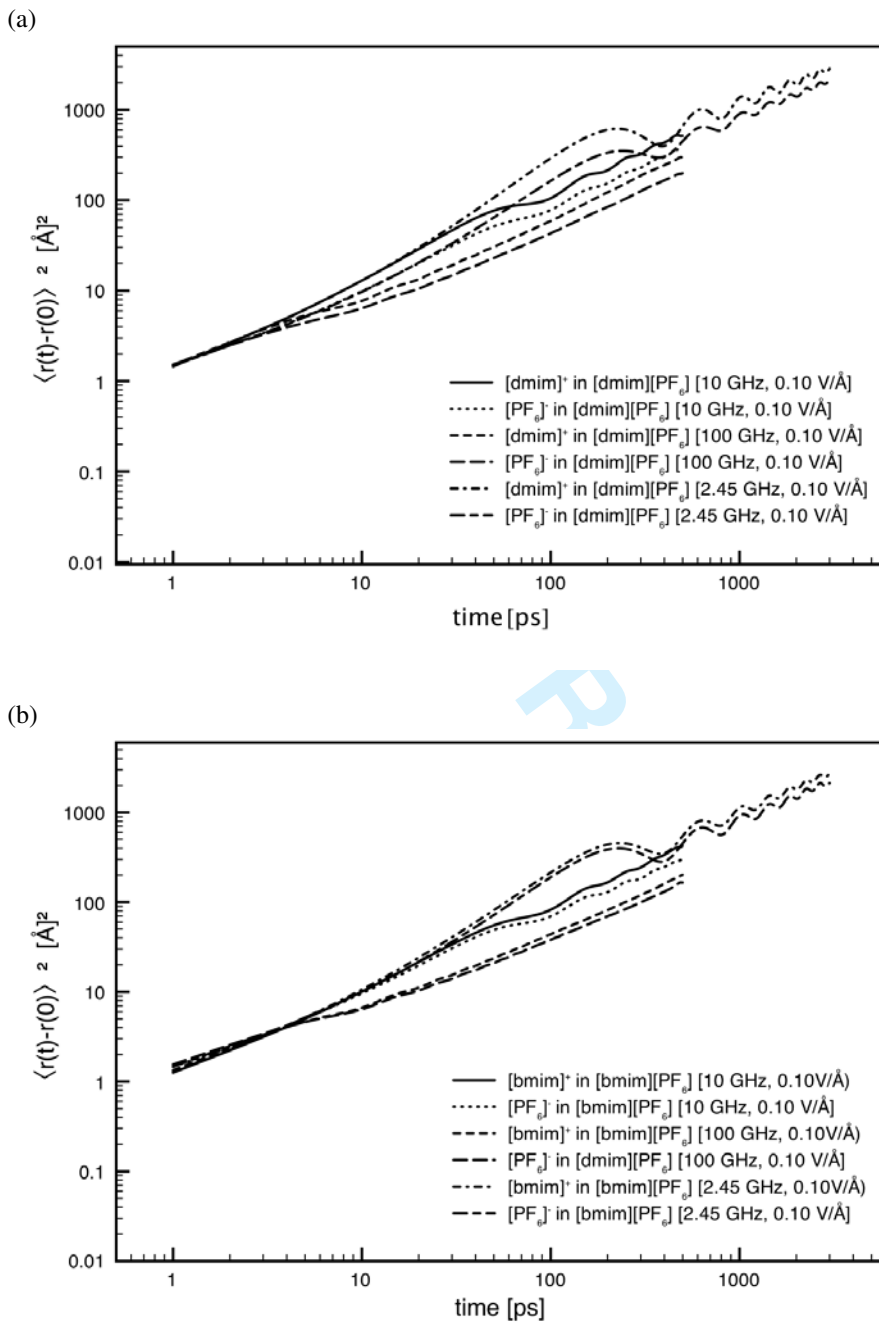 (a)
1000
100
10
1
0.1
0.01
⟨r(t)-r(0)⟩ ² [Å]²
[dmim]⁺ in [dmim][PF₆] [10 GHz, 0.10 V/Å]
[PF₆]⁻ in [dmim][PF₆] [10 GHz, 0.10 V/Å]
[dmim]⁺ in [dmim][PF₆] [100 GHz, 0.10 V/Å]
[PF₆]⁻ in [dmim][PF₆] [100 GHz, 0.10 V/Å]
[dmim]⁺ in [dmim][PF₆] [2.45 GHz, 0.10 V/Å]
[PF₆]⁻ in [dmim][PF₆] [2.45 GHz, 0.10 V/Å]
1 10 100 1000
time [ps]
R
(b)
1000
100
10
1
0.1
0.01
⟨r(t)-r(0)⟩ ² [Å]²
[bmim]⁺ in [bmim][PF₆] [10 GHz, 0.10V/Å)
[PF₆]⁻ in [bmim][PF₆] [10 GHz, 0.10 V/Å]
[bmim]⁺ in [bmim][PF₆] [100 GHz, 0.10V/Å)
[PF₆]⁻ in [dmim][PF₆] [100 GHz, 0.10 V/Å]
[bmim]⁺ in [bmim][PF₆] [2.45 GHz, 0.10V/Å)
[PF₆]⁻ in [bmim][PF₆] [2.45 GHz, 0.10 V/Å]
1 10 100 1000
time [ps]